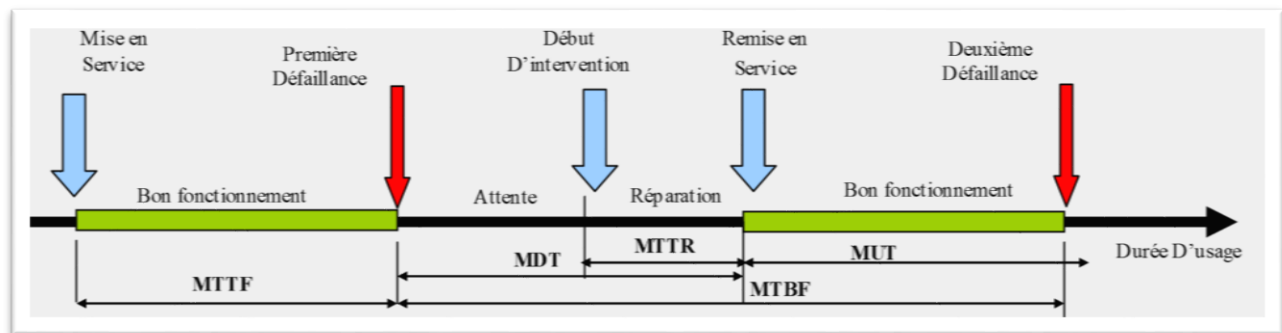 Mise en
Service
Première
Défaillance
Début
D'intervention
Remise en
Service
Deuxième
Défaillance
Bon fonctionnement
Attente
Réparation
Bon fonctionnement
Durée D'usage
MTTR
MUT
MDT
MTTF
MTBF